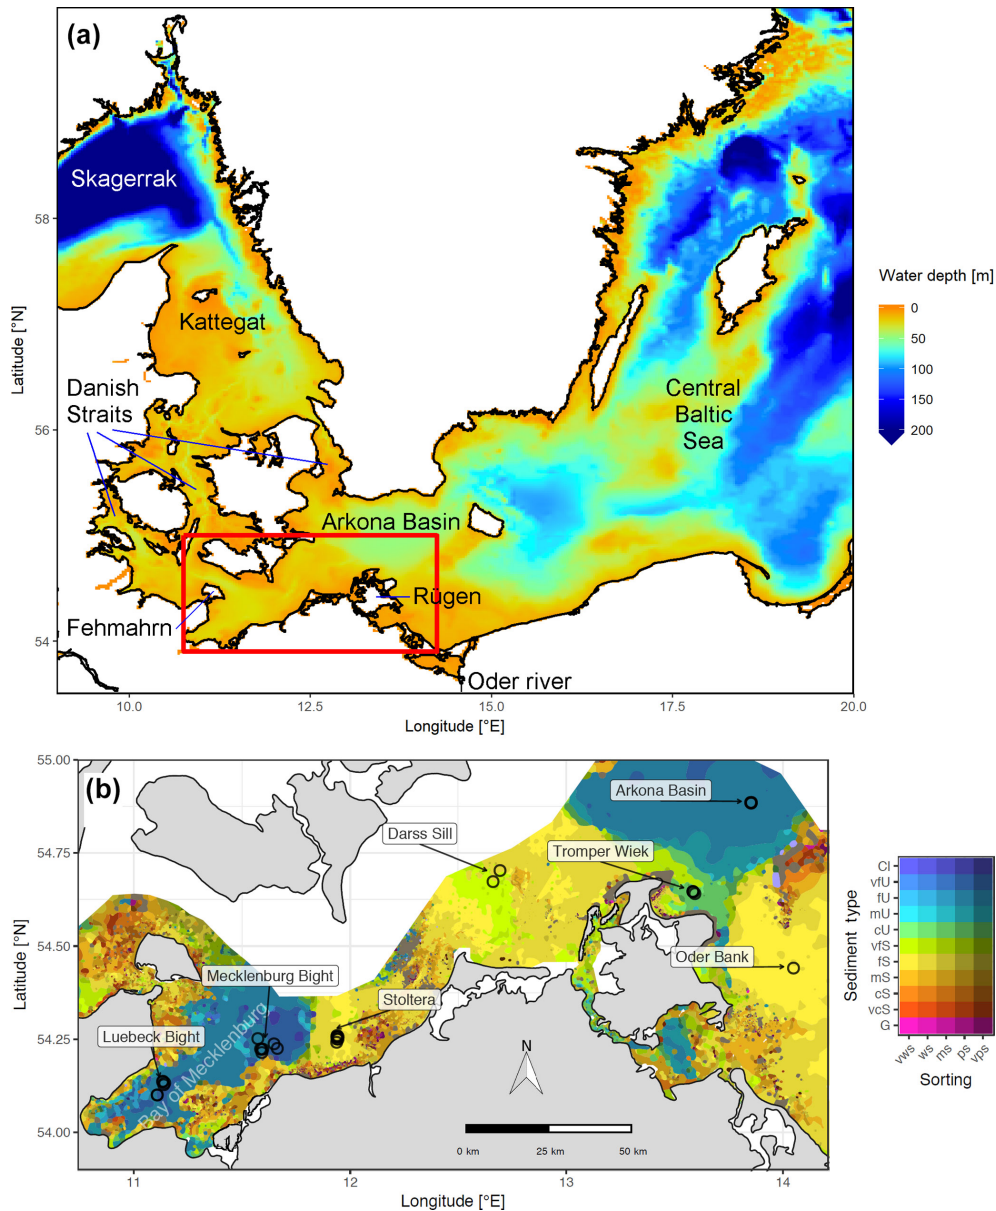 (a)
Skagerrak
Kattegat
Danish
Straits
Central
Baltic
Sea
Arkona Basin
Rügen
Fehmahrn
Oder river
58
56
54
Latitude [°N]
10.0
12.5
15.0
17.5
20.0
Longitude [°E]
Water depth [m]
0
50
100
150
200
(b)
55.00
54.75
54.50
54.25
54.00
Latitude [°N]
Arkona Basin
Darss Sill
Tromper Wiek
Oder Bank
Mecklenburg Bight
Stoltera
Luebeck Bight
Bay of Mecklenburg
N
0 km
25 km
50 km
11
12
13
14
Longitude [°E]
Sediment type
Cl
vfU
fU
mU
cU
vfS
fS
mS
cS
vcS
G
vws
ws
ms
ps
vps
Sorting